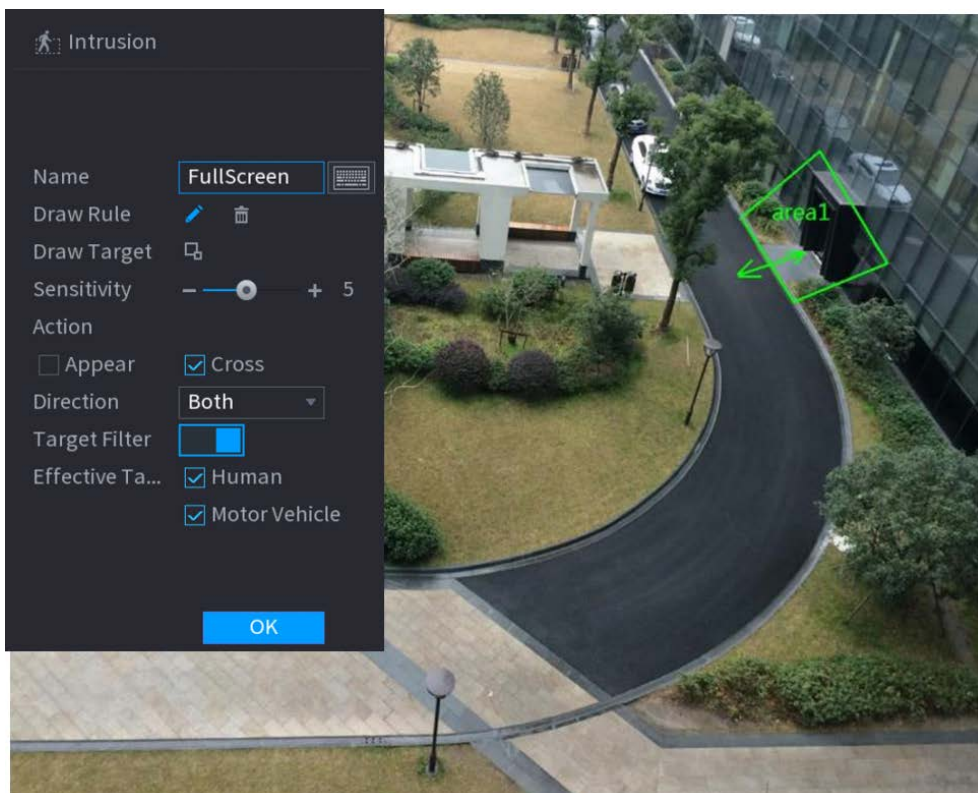 Intrusion
Name FullScreen
Draw Rule
Draw Target
Sensitivity - + 5
Action
Appear Cross
Direction Both
Target Filter
Effective Ta... Human
Motor Vehicle
OK
area1